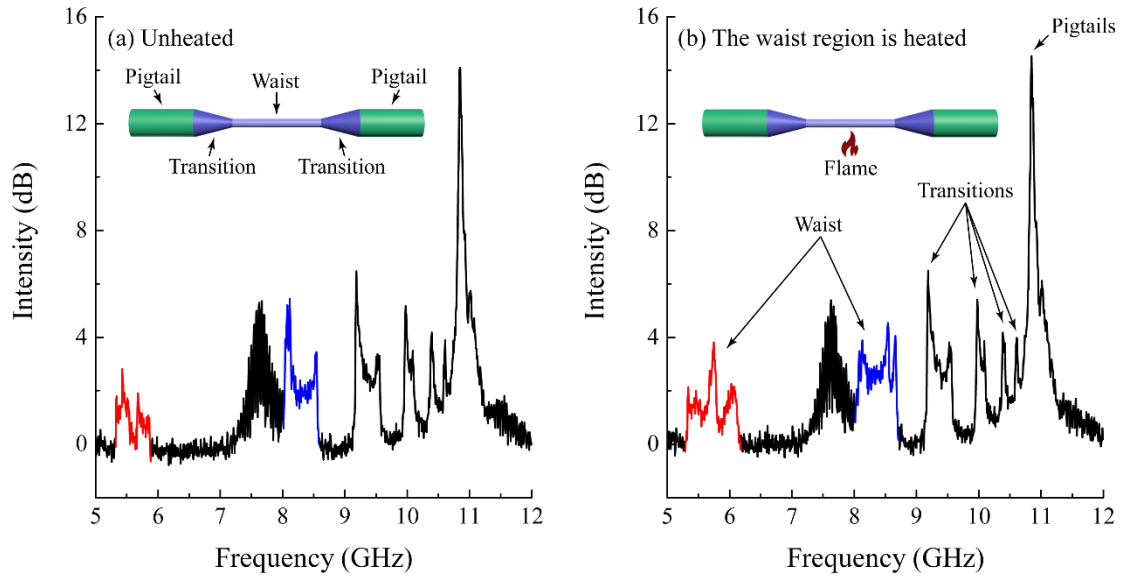 (a) Unheated
Pigtail
Waist
Pigtail
Transition
Transition
16
12
8
4
0
Intensity (dB)
5
6
7
8
9
10
11
12
Frequency (GHz)
(b) The waist region is heated
Pigtails
Flame
Transitions
Waist
16
12
8
4
0
Intensity (dB)
5
6
7
8
9
10
11
12
Frequency (GHz)